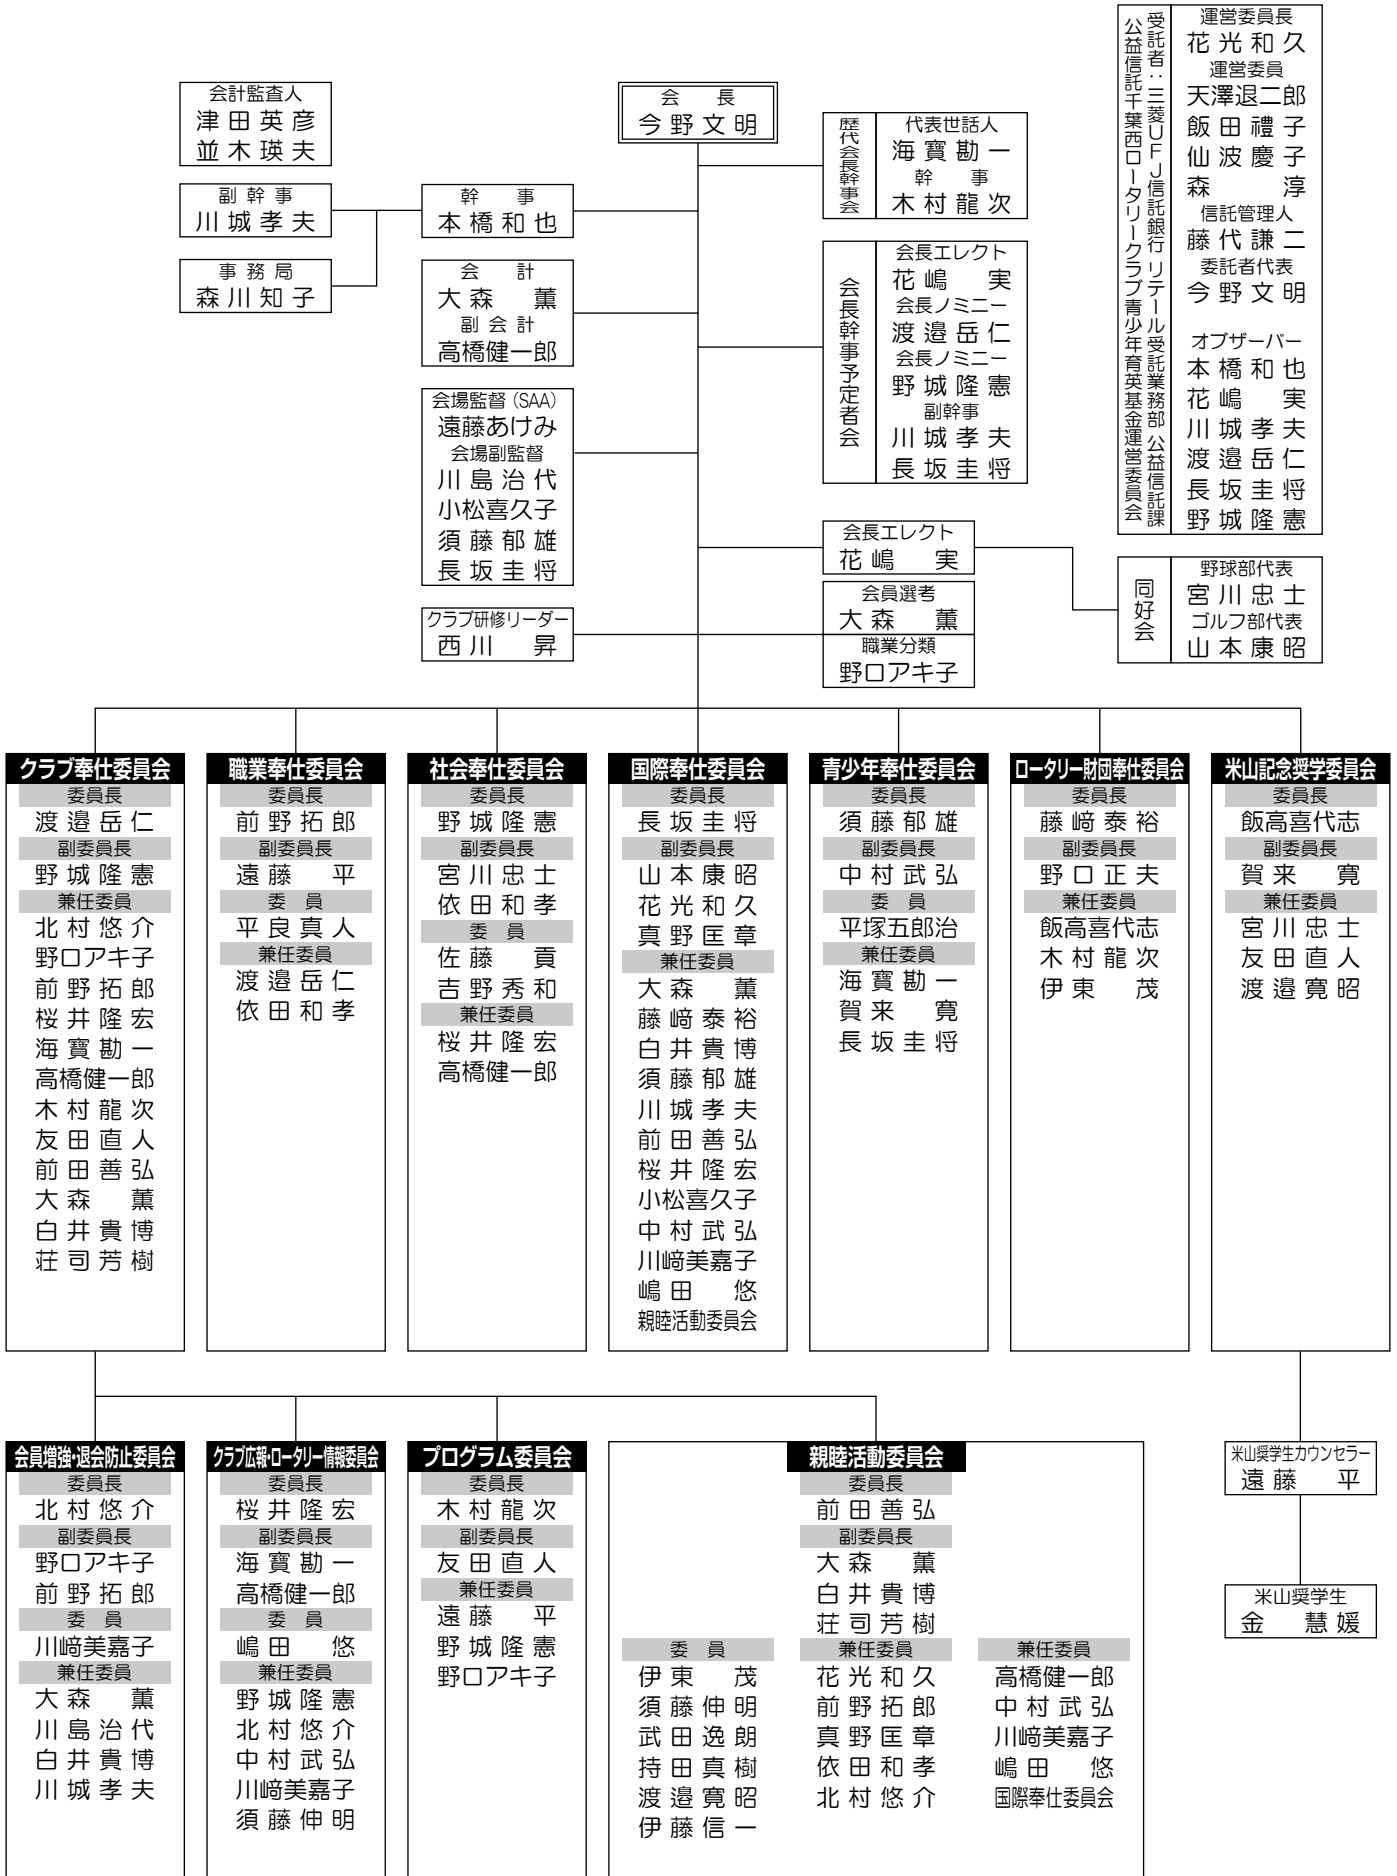 会計監査人
津田英彦
並木瑛夫
副幹事
川城孝夫
事務局
森川知子
会　長
今野文明
幹　事
本橋和也
会　計
大森　薫
副会計
高橋健一郎
会場監督（SAA）
遠藤あけみ
会場副監督
川島治代
小松喜久子
須藤郁雄
長坂圭将
クラブ研修リーダー
西川　昇
歴代会長幹事会
代表世話人
海寶勘一
幹　事
木村龍次
会長幹事予定者会
会長エレクト
花嶋　実
会長ノミニー
渡邉岳仁
会長ノミニー
野城隆憲
副幹事
川城孝夫
長坂圭将
会長エレクト
花嶋　実
会員選考
大森　薫
職業分類
野口アキ子
受託者：三菱UFJ信託銀行 リテール受託業務部 公益信託課
公益信託千葉西ロータリークラブ青少年育英基金運営委員会
運営委員長
花光和久
運営委員
天澤退二郎
飯田禮子
仙波慶子
森　淳
信託管理人
藤代謙二
委託者代表
今野文明
オブザーバー
本橋和也
花嶋　実
川城孝夫
渡邉岳仁
長坂圭将
野城隆憲
同好会
野球部代表
宮川忠士
ゴルフ部代表
山本康昭
クラブ奉仕委員会
委員長
渡邉岳仁
副委員長
野城隆憲
兼任委員
北村悠介
野口アキ子
前野拓郎
桜井隆宏
海寶勘一
高橋健一郎
木村龍次
友田直人
前田善弘
大森　薫
白井貴博
荘司芳樹
職業奉仕委員会
委員長
前野拓郎
副委員長
遠藤　平
委　員
平良真人
兼任委員
渡邉岳仁
依田和孝
社会奉仕委員会
委員長
野城隆憲
副委員長
宮川忠士
依田和孝
委　員
佐藤　貢
吉野秀和
兼任委員
桜井隆宏
高橋健一郎
国際奉仕委員会
委員長
長坂圭将
副委員長
山本康昭
花光和久
真野匡章
兼任委員
大森　薫
藤﨑泰裕
白井貴博
須藤郁雄
川城孝夫
前田善弘
桜井隆宏
小松喜久子
中村武弘
川﨑美嘉子
嶋田　悠
親睦活動委員会
青少年奉仕委員会
委員長
須藤郁雄
副委員長
中村武弘
委　員
平塚五郎治
兼任委員
海寶勘一
賀来　寛
長坂圭将
ロータリー財団奉仕委員会
委員長
藤﨑泰裕
副委員長
野口正夫
兼任委員
飯高喜代志
木村龍次
伊東　茂
米山記念奨学委員会
委員長
飯高喜代志
副委員長
賀来　寛
兼任委員
宮川忠士
友田直人
渡邉寛昭
会員増強・退会防止委員会
委員長
北村悠介
副委員長
野口アキ子
前野拓郎
委　員
川﨑美嘉子
兼任委員
大森　薫
川島治代
白井貴博
川城孝夫
クラブ広報・ロータリー情報委員会
委員長
桜井隆宏
副委員長
海寶勘一
高橋健一郎
委　員
嶋田　悠
兼任委員
野城隆憲
北村悠介
中村武弘
川﨑美嘉子
須藤伸明
プログラム委員会
委員長
木村龍次
副委員長
友田直人
兼任委員
遠藤　平
野城隆憲
野口アキ子
親睦活動委員会
委員長
前田善弘
副委員長
大森　薫
白井貴博
荘司芳樹
委　員
伊東　茂
須藤伸明
武田逸朗
持田真樹
渡邉寛昭
伊藤信一
兼任委員
花光和久
前野拓郎
真野匡章
依田和孝
北村悠介
兼任委員
高橋健一郎
中村武弘
川﨑美嘉子
嶋田　悠
国際奉仕委員会
米山奨学生カウンセラー
遠藤　平
米山奨学生
金　慧媛